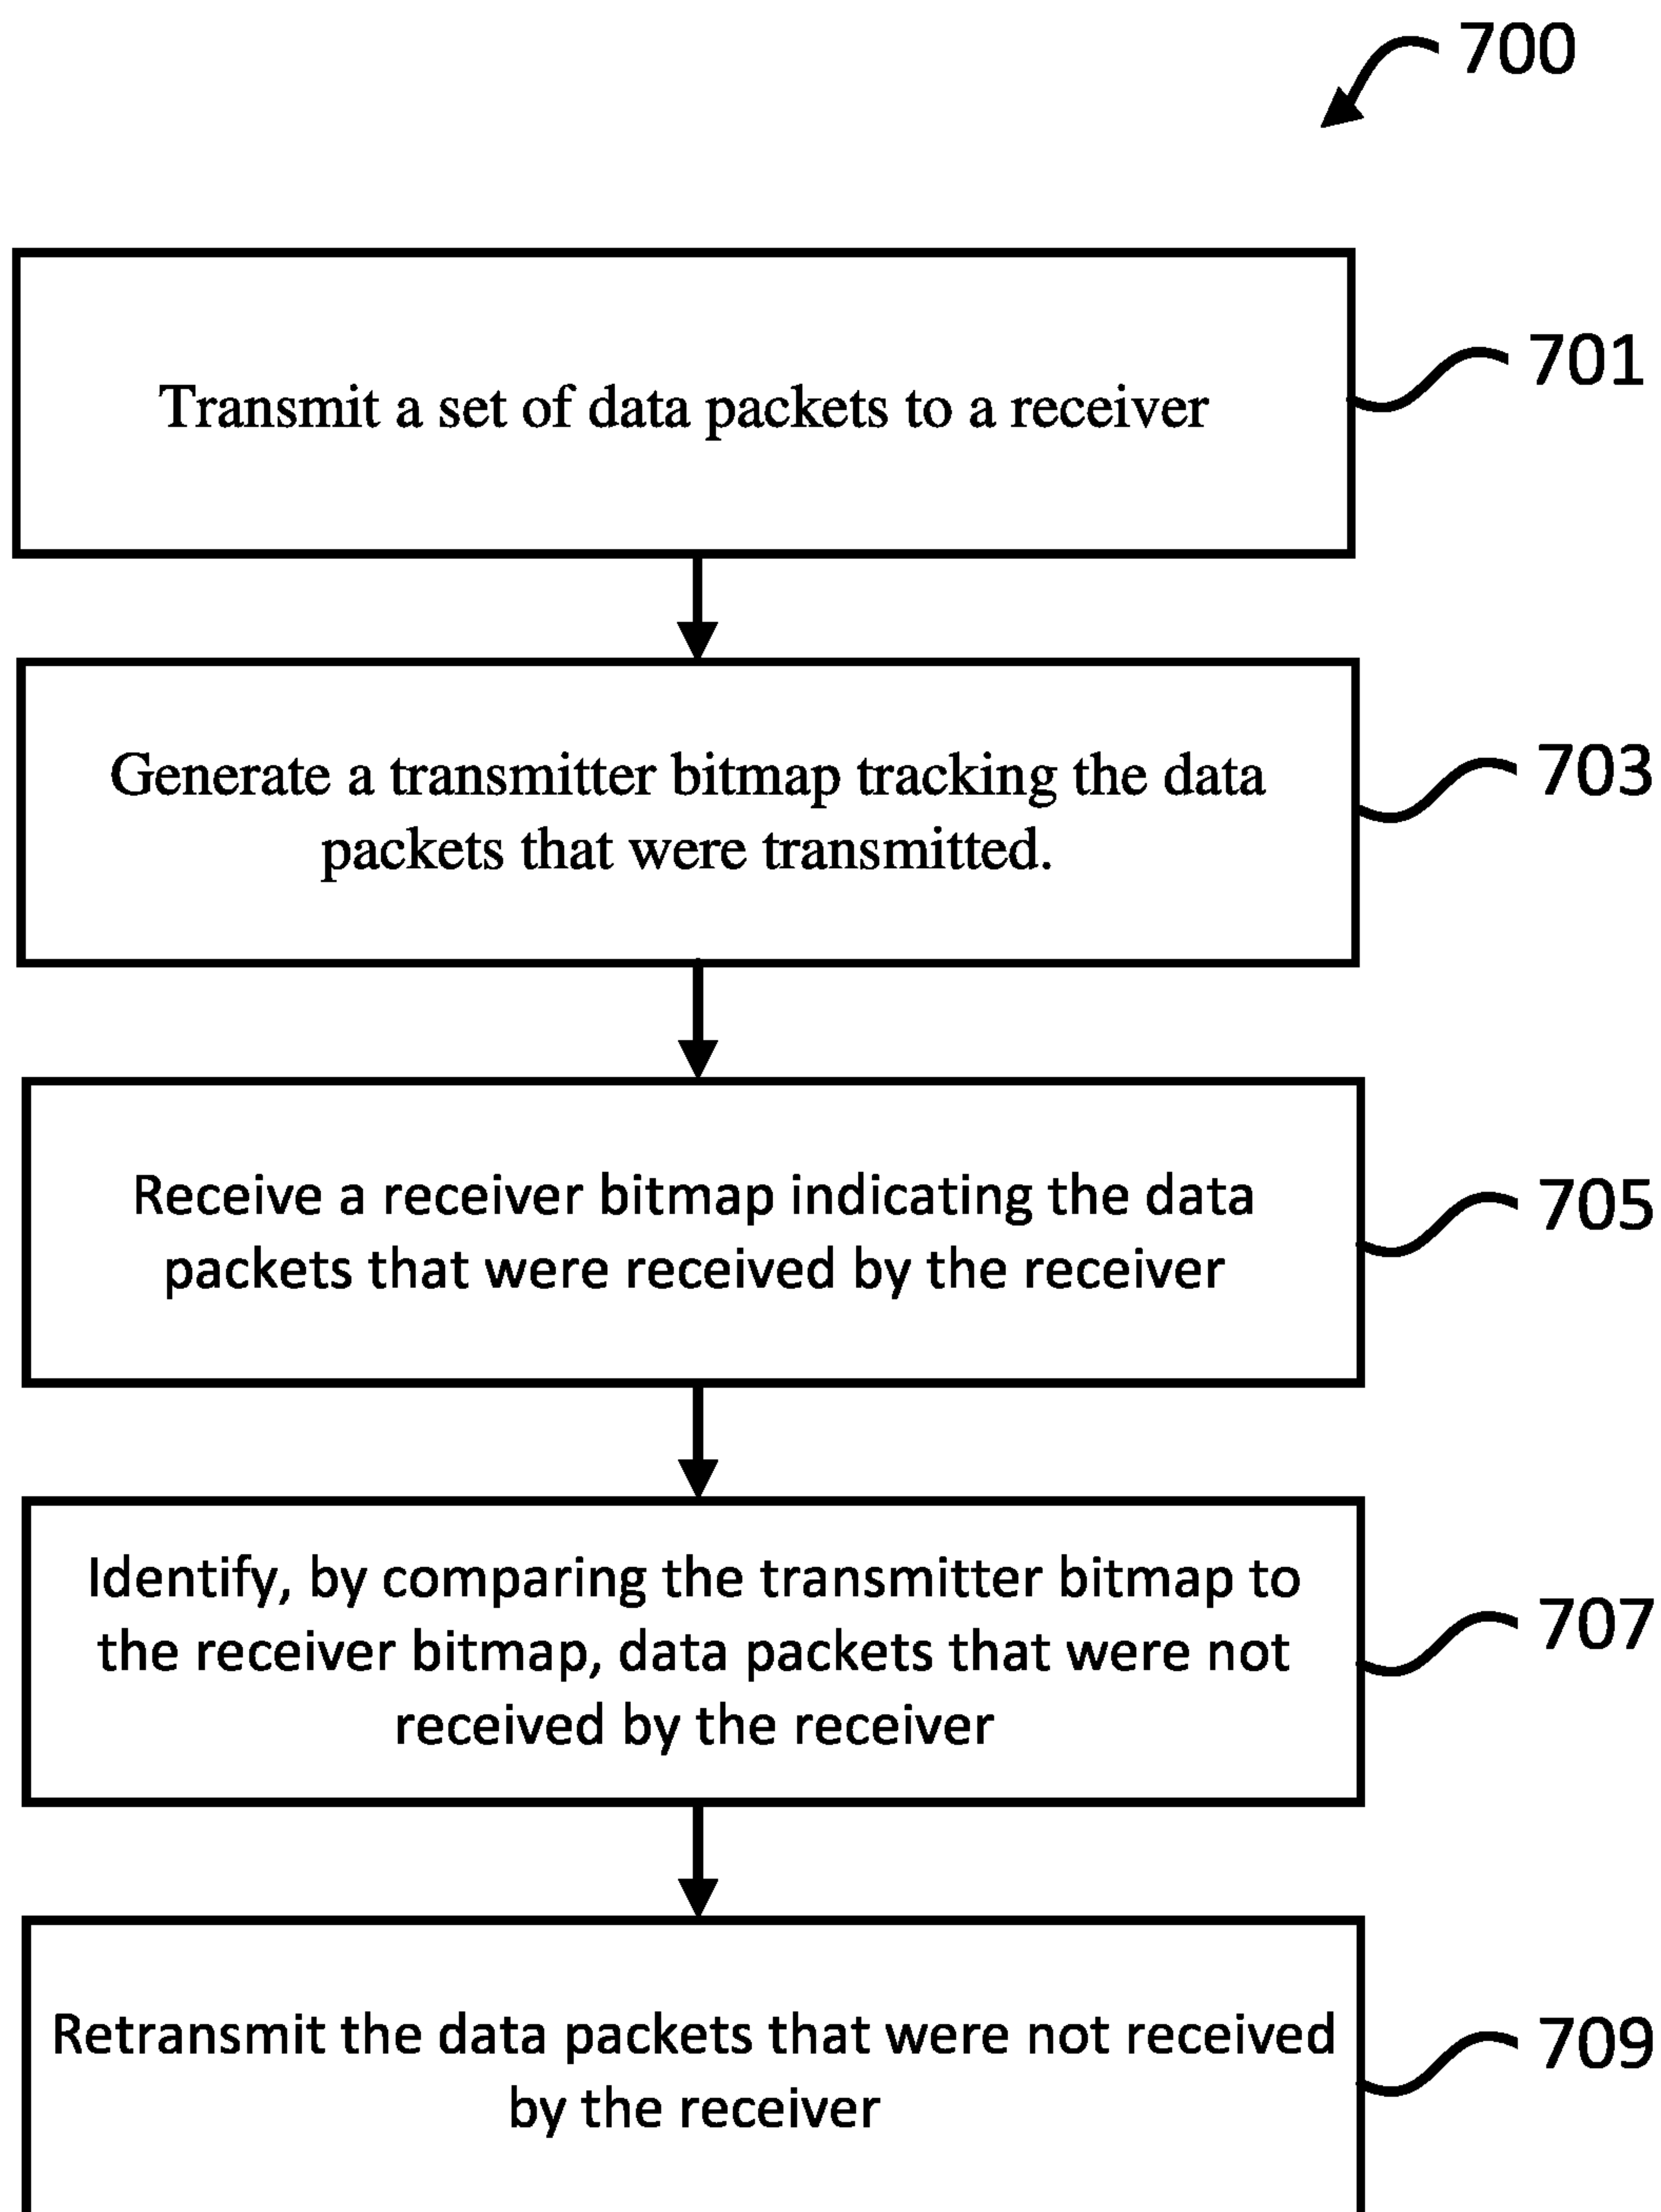 700
Transmit a set of data packets to a receiver
701
Generate a transmitter bitmap tracking the data
packets that were transmitted.
703
Receive a receiver bitmap indicating the data
packets that were received by the receiver
705
Identify, by comparing the transmitter bitmap to
the receiver bitmap, data packets that were not
received by the receiver
707
Retransmit the data packets that were not received
by the receiver
709